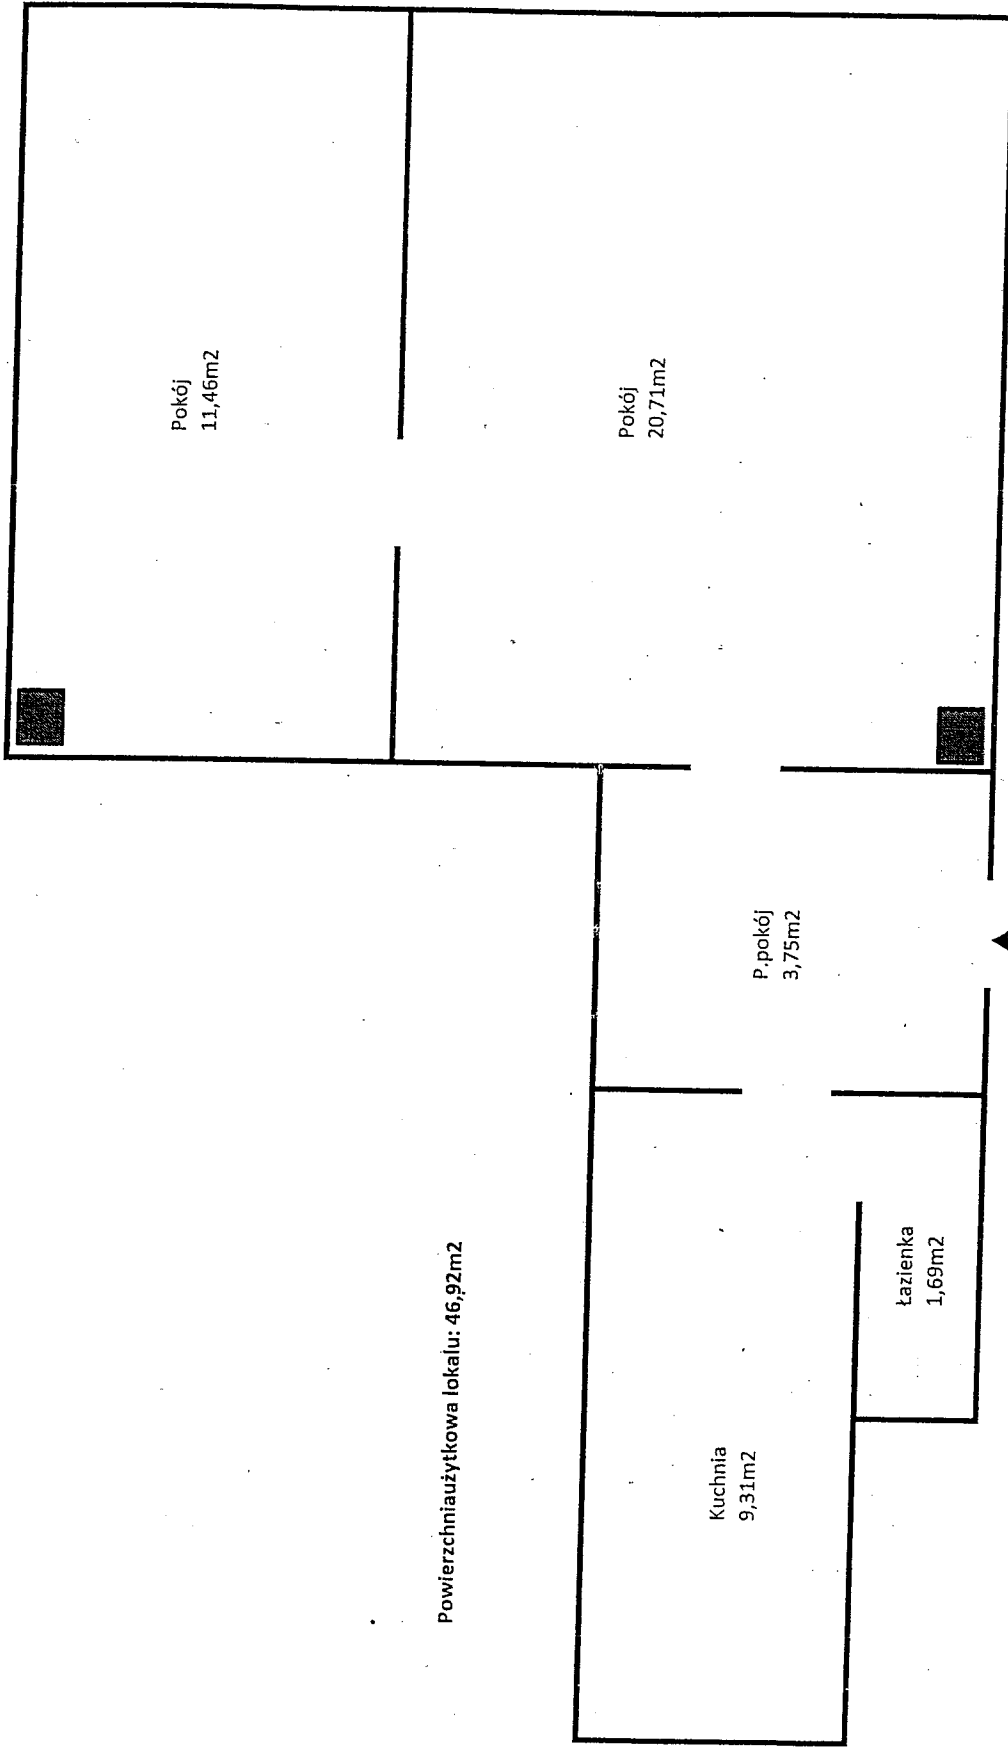 Pokój
11,46m2
Pokój
20,71m2
P.pokój
3,75m2
Łazienka
1,69m2
Kuchnia
9,31m2
Powierzchniaużytkowa lokalu: 46,92m2